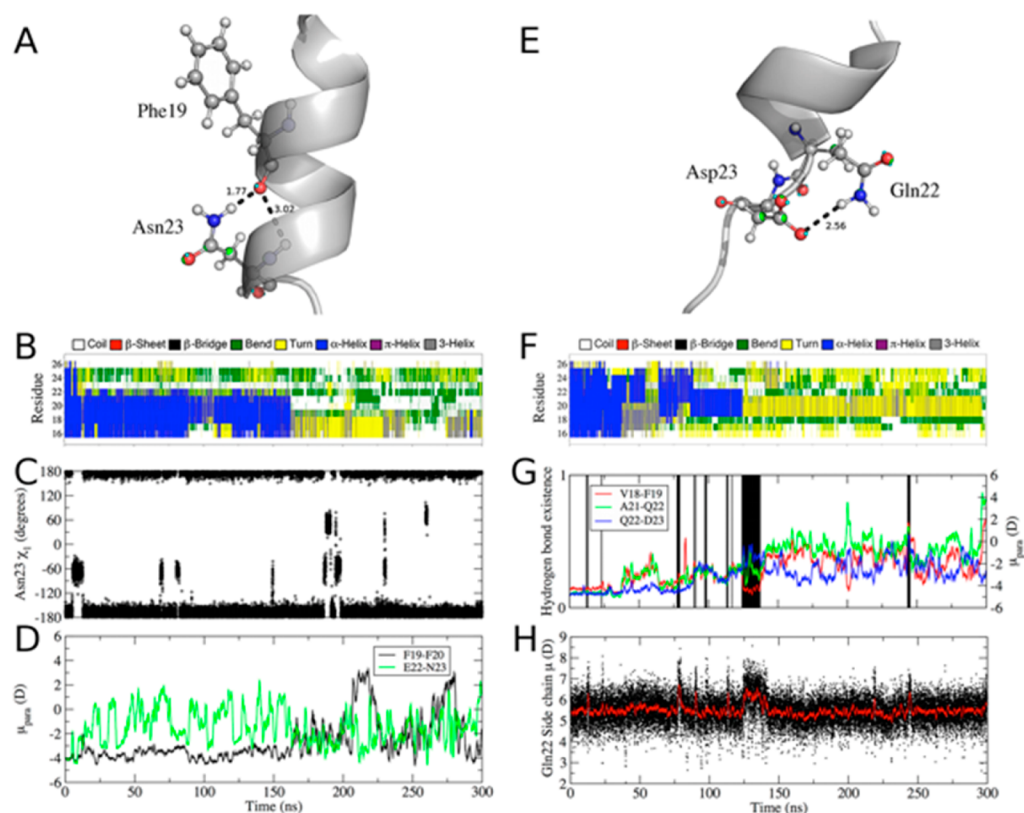 A
Phe19
1.77
3.02
Asn23
E
Asp23
Gln22
2.56
B
Coil β-Sheet β-Bridge Bend Turn α-Helix π-Helix 3-Helix
Residue
26
24
22
20
18
16
F
Coil β-Sheet β-Bridge Bend Turn α-Helix π-Helix 3-Helix
Residue
26
24
22
20
18
16
C
Asn23 χ1 (degrees)
180
120
60
0
-60
-120
-180
G
Hydrogen bond existence
1
0
V18-F19
A21-Q22
Q22-D23
6
4
2
0
-2
-4
-6
μpara (D)
D
μpara (D)
6
4
2
0
-2
-4
-6
F19-F20
E22-N23
0 50 100 150 200 250 300
Time (ns)
H
Gln22 Side chain μ (D)
9
8
7
6
5
4
3
2
0 50 100 150 200 250 300
Time (ns)